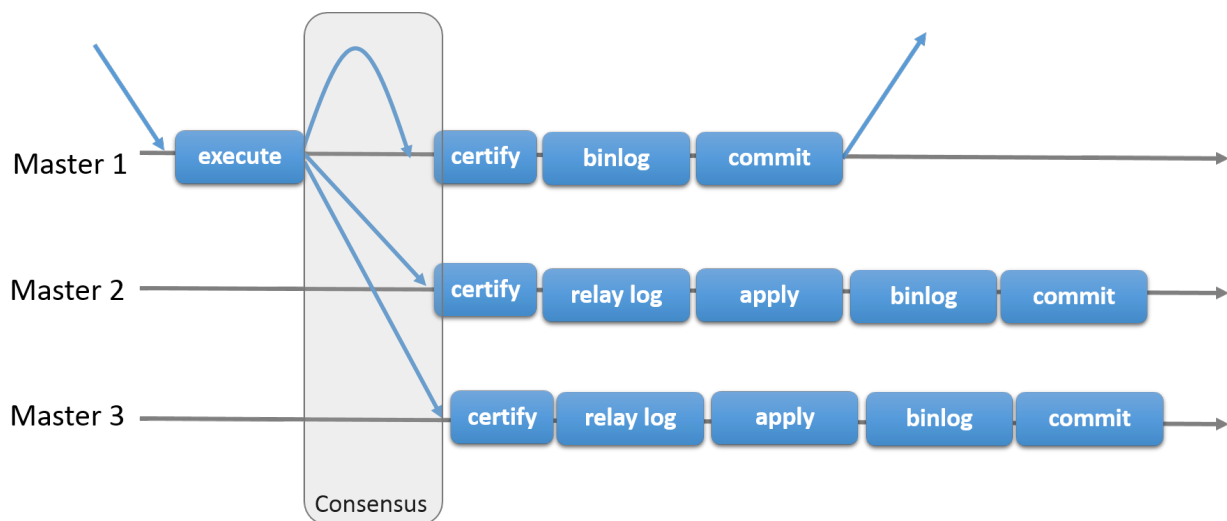 Master 1 execute certify binlog commit
Master 2 certify relay log apply binlog commit
Master 3 certify relay log apply binlog commit
Consensus